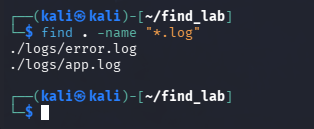 ┌──(kali㉿kali)-[~/find_lab]
└─$ find . -name "*.log"
./logs/error.log
./logs/app.log
┌──(kali㉿kali)-[~/find_lab]
└─$